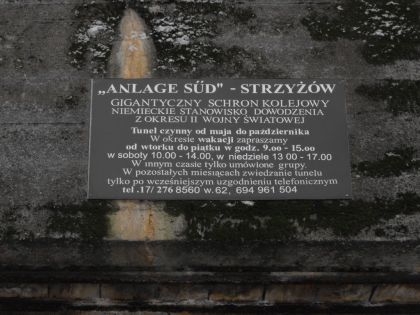 „ANLAGE SŰD" - STRZYŻÓW
GIGANTYCZNY SCHRON KOLEJOWY
NIEMIECKIE STANOWISKO DOWODZENIA
Z OKRESU II WOJNY ŚWIATOWEJ
Tunel czynny od maja do października
W okresie wakacji zapraszamy
od wtorku do piątku w godz. 9.00 - 15.00
w soboty 10.00 - 14.00, w niedziele 13 00 - 17.00
W innym czasie tylko umówione grupy.
W pozostałych miesiącach zwiedzanie tunelu
tylko po wcześniejszym uzgodnieniu telefonicznym
tel .17/ 276 8560 w.62, 694 961 504